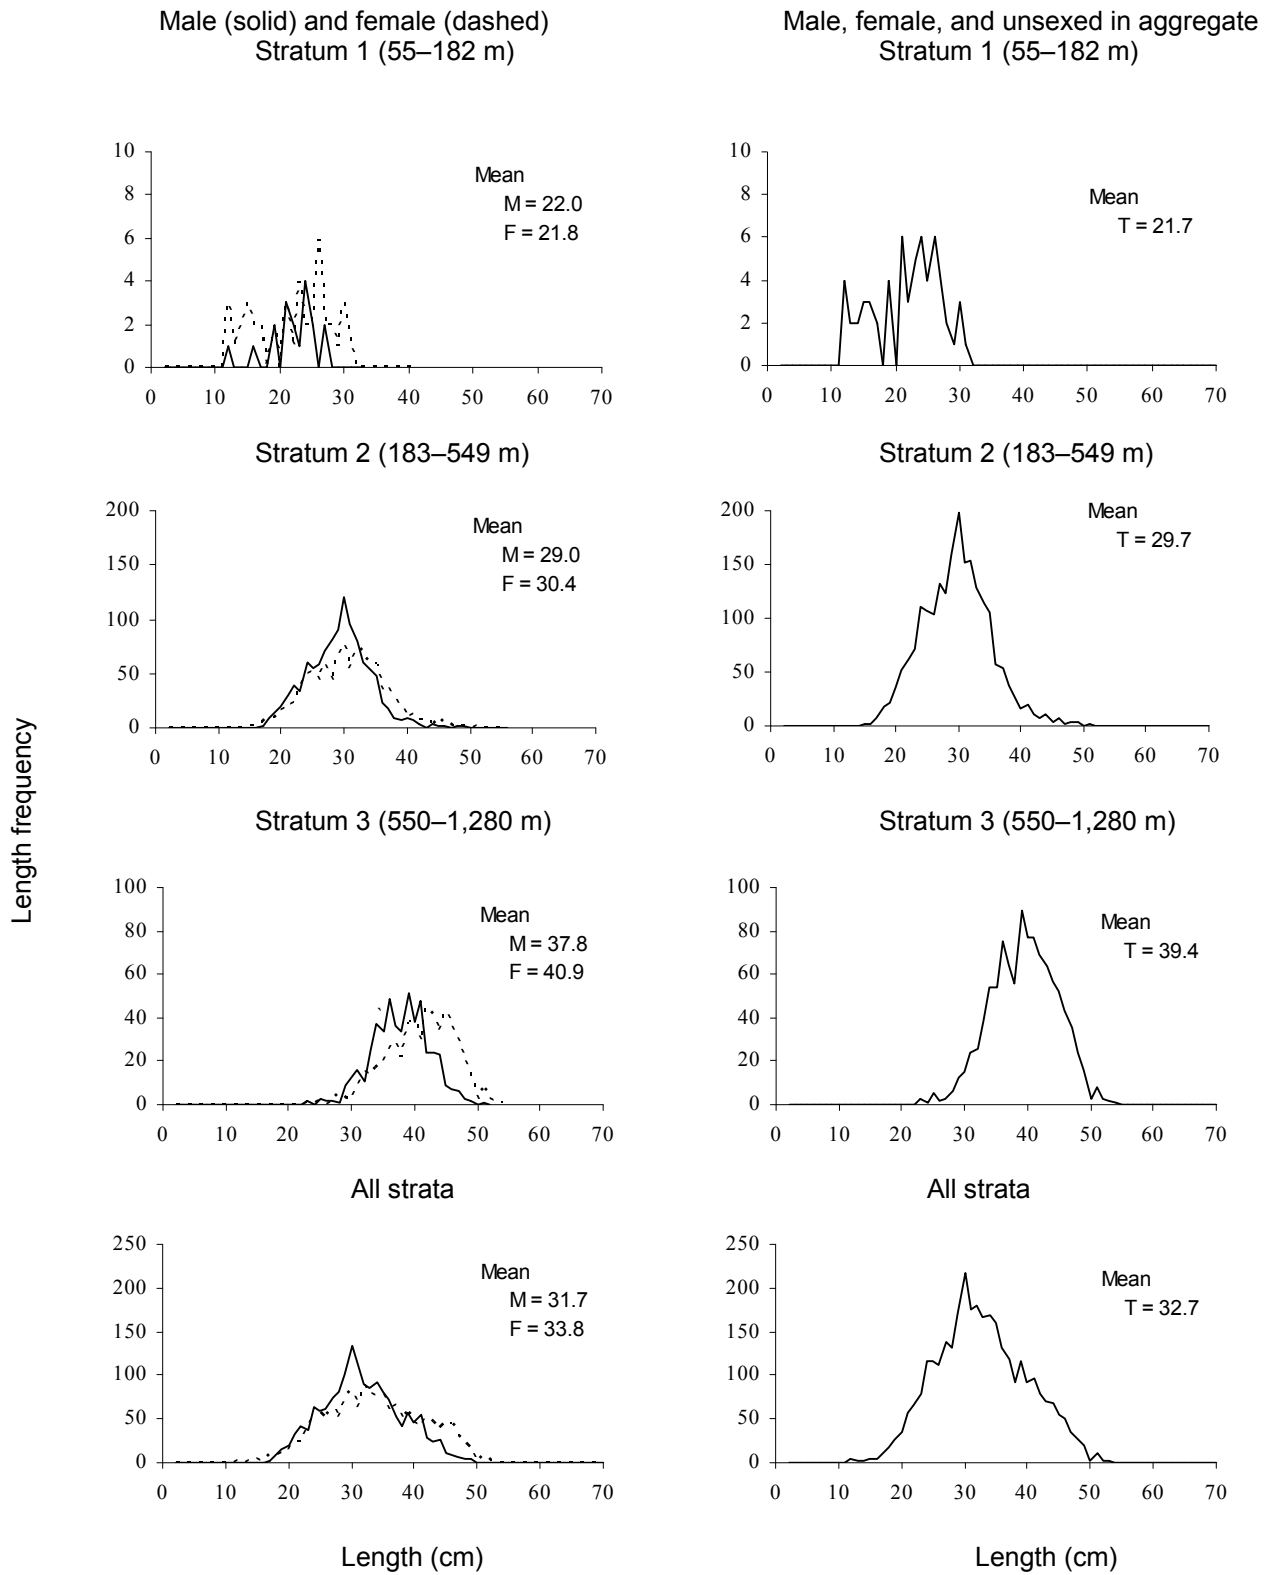 Male (solid) and female (dashed)
Stratum 1 (55–182 m)
Male, female, and unsexed in aggregate
Stratum 1 (55–182 m)
10
8
6
4
2
0
0 10 20 30 40 50 60 70
Mean
M = 22.0
F = 21.8
10
8
6
4
2
0
0 10 20 30 40 50 60 70
Mean
T = 21.7
Stratum 2 (183–549 m)
200
150
100
50
0
0 10 20 30 40 50 60 70
Mean
M = 29.0
F = 30.4
Stratum 2 (183–549 m)
200
150
100
50
0
0 10 20 30 40 50 60 70
Mean
T = 29.7
Length frequency
Stratum 3 (550–1,280 m)
100
80
60
40
20
0
0 10 20 30 40 50 60 70
Mean
M = 37.8
F = 40.9
Stratum 3 (550–1,280 m)
100
80
60
40
20
0
0 10 20 30 40 50 60 70
Mean
T = 39.4
All strata
250
200
150
100
50
0
0 10 20 30 40 50 60 70
Mean
M = 31.7
F = 33.8
All strata
250
200
150
100
50
0
0 10 20 30 40 50 60 70
Mean
T = 32.7
Length (cm)
Length (cm)